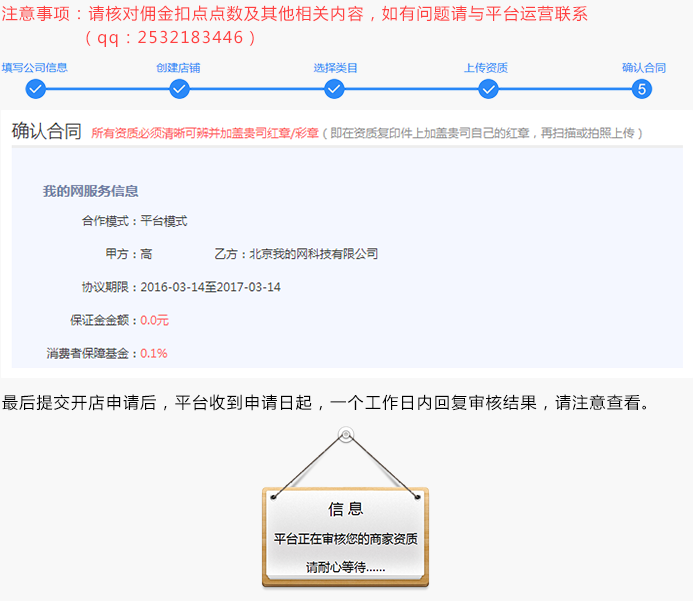 注意事项：请核对佣金扣点点数及其他相关内容，如有问题请与平台运营联系
（qq：2532183446）
填写公司信息 创建店铺 选择类目 上传资质 确认合同
5
确认合同 所有资质必须清晰可辨并加盖贵司红章/彩章（即在资质复印件上加盖贵司自己的红章，再扫描或拍照上传）
我的网服务信息
合作模式：平台模式
甲方：高 乙方：北京我的网科技有限公司
协议期限：2016-03-14至2017-03-14
保证金金额：0.0元
消费者保障基金：0.1%
最后提交开店申请后，平台收到申请日起，一个工作日内回复审核结果，请注意查看。
信息
平台正在审核您的商家资质
请耐心等待......